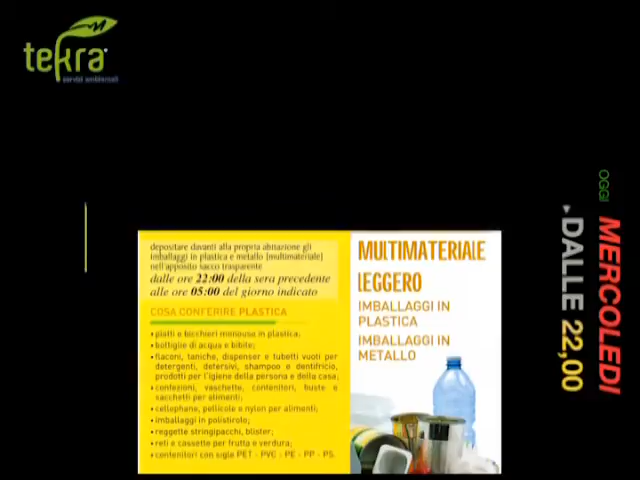 tekra
servizi ambientali
depositare davanti alla propria abitazione gli
imballaggi in plastica e metallo [multimateriale]
nell'apposito sacco trasparente
dalle ore 22:00 della sera precedente
alle ore 05:00 del giorno indicato
COSA CONFERIRE PLASTICA
• piatti e bicchieri monouso in plastica.
• bottiglie di acqua e bibite;
• flaconi, taniche, dispenser e tubetti vuoti per
detergenti, detersivi, shampoo e dentifricio,
prodotti per l'igiene della persona e della casa;
• confezioni, vaschette, contenitori, buste e
sacchetti per alimenti;
• cellophane, pellicole e nylon per alimenti;
• imballaggi in polistirolo;
• reggette stringipacchi, blister;
• reti e cassette per frutta e verdura;
• contenitori con sigle PET - PVC - PE - PP - PS.
MULTIMATERIALE
LEGGERO
IMBALLAGGI IN
PLASTICA
IMBALLAGGI IN
METALLO
OGGI MERCOLEDI
DALLE 22,00